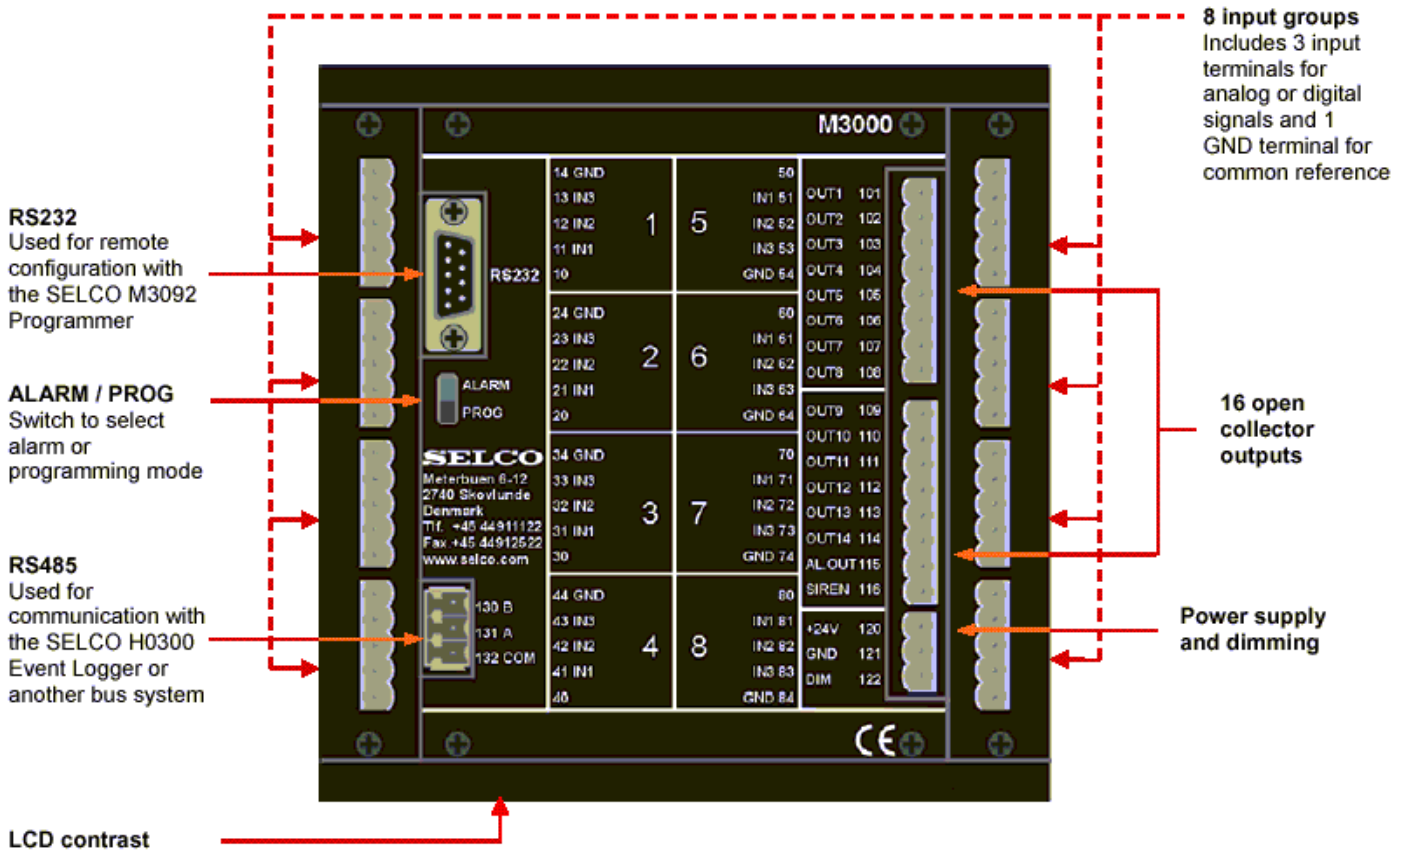 8 input groups
Includes 3 input
terminals for
analog or digital
signals and 1
GND terminal for
common reference
RS232
Used for remote
configuration with
the SELCO M3092
Programmer
ALARM / PROG
Switch to select
alarm or
programming mode
RS485
Used for
communication with
the SELCO H0300
Event Logger or
another bus system
LCD contrast
M3000
RS232
ALARM
PROG
SELCO
Meterbuen 6-12
2740 Skovlunde
Denmark
Tlf. +45 44911122
Fax +45 44912522
www.selco.com
130 B
131 A
132 COM
14 GND
13 IN3
12 IN2
11 IN1
10
1
24 GND
23 IN3
22 IN2
21 IN1
20
2
34 GND
33 IN3
32 IN2
31 IN1
30
3
44 GND
43 IN3
42 IN2
41 IN1
40
4
50
IN1 51
IN2 52
IN3 53
GND 54
5
60
IN1 61
IN2 62
IN3 63
GND 64
6
70
IN1 71
IN2 72
IN3 73
GND 74
7
80
IN1 81
IN2 82
IN3 83
GND 84
8
OUT1 101
OUT2 102
OUT3 103
OUT4 104
OUT5 105
OUT6 106
OUT7 107
OUT8 108
OUT9 109
OUT10 110
OUT11 111
OUT12 112
OUT13 113
OUT14 114
AL.OUT 115
SIREN 116
+24V 120
GND 121
DIM 122
CE
16 open
collector
outputs
Power supply
and dimming